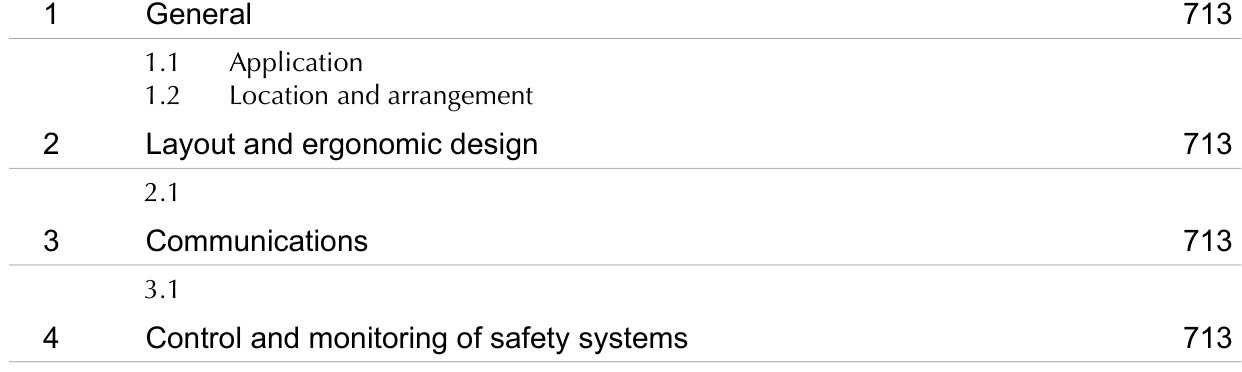 1 General 713
1.1 Application
1.2 Location and arrangement
2 Layout and ergonomic design 713
2.1
3 Communications 713
3.1
4 Control and monitoring of safety systems 713